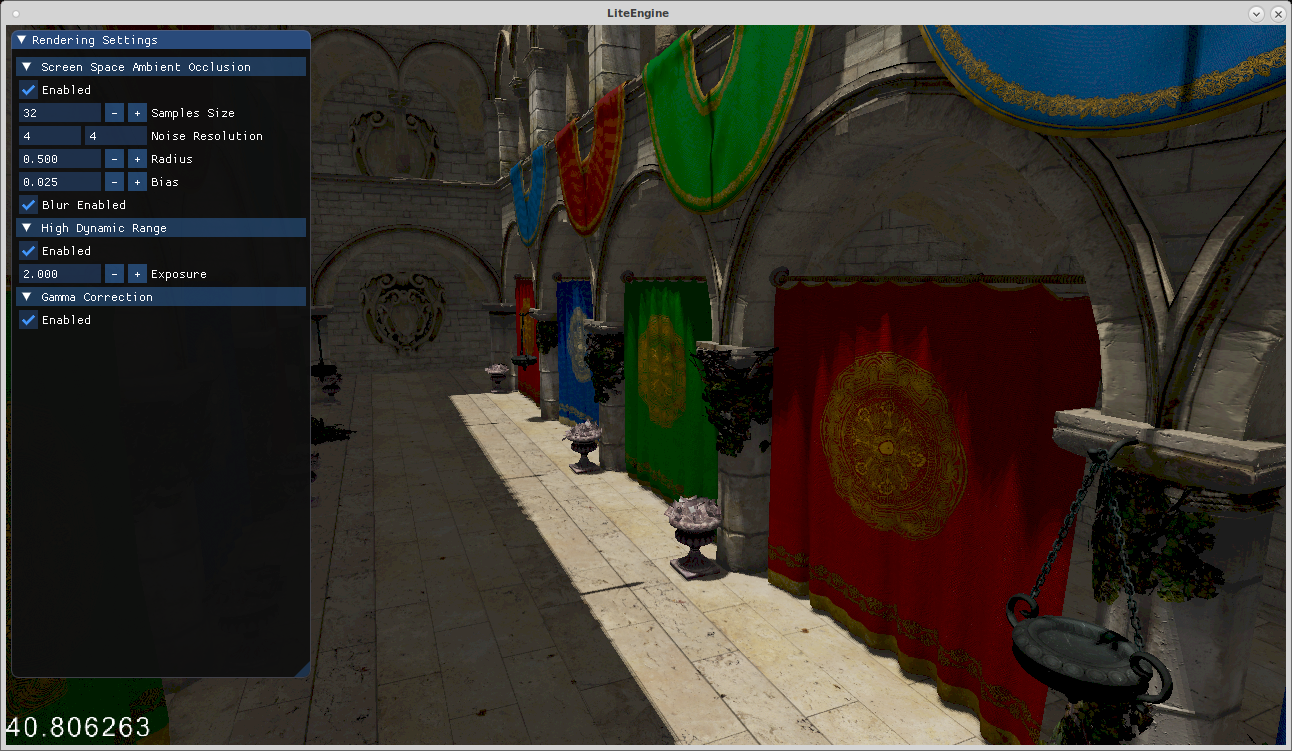 LiteEngine
Rendering Settings
Screen Space Ambient Occlusion
Enabled
32 - + Samples Size
4 4 Noise Resolution
0.500 - + Radius
0.025 - + Bias
Blur Enabled
High Dynamic Range
Enabled
2.000 - + Exposure
Gamma Correction
Enabled
40.806263